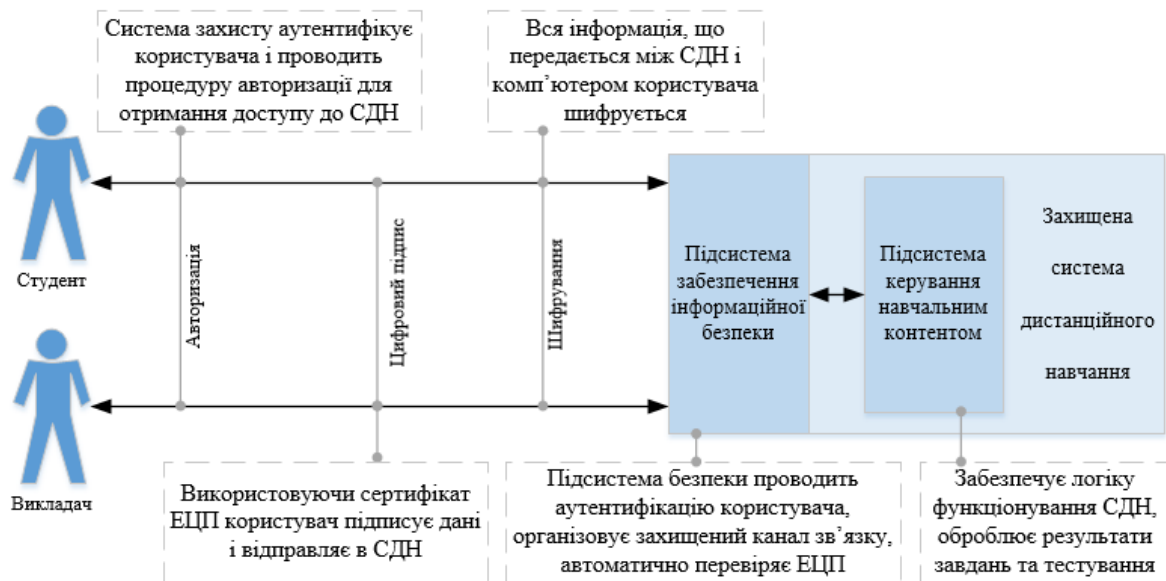 Система захисту аутентифікує
користувача і проводить
процедуру авторизації для
отримання доступу до СДН
Вся інформація, що
передається між СДН і
комп’ютером користувача
шифрується
Студент
Авторизація
Цифровий підпис
Шифрування
Підсистема
забезпечення
інформаційної
безпеки
Підсистема
керування
навчальним
контентом
Захищена
система
дистанційного
навчання
Викладач
Використовуючи сертифікат
ЕЦП користувач підписує дані
і відправляє в СДН
Підсистема безпеки проводить
аутентифікацію користувача,
організовує захищений канал зв’язку,
автоматично перевіряє ЕЦП
Забезпечує логіку
функціонування СДН,
оброблює результати
завдань та тестування